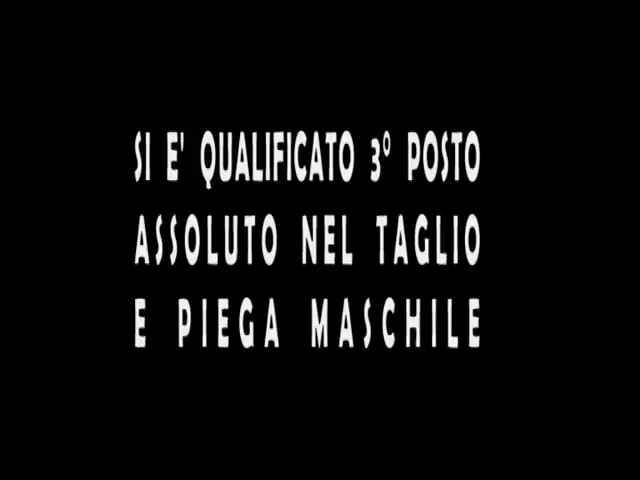 SI E' QUALIFICATO 3° POSTO
ASSOLUTO NEL TAGLIO
E PIEGA MASCHILE